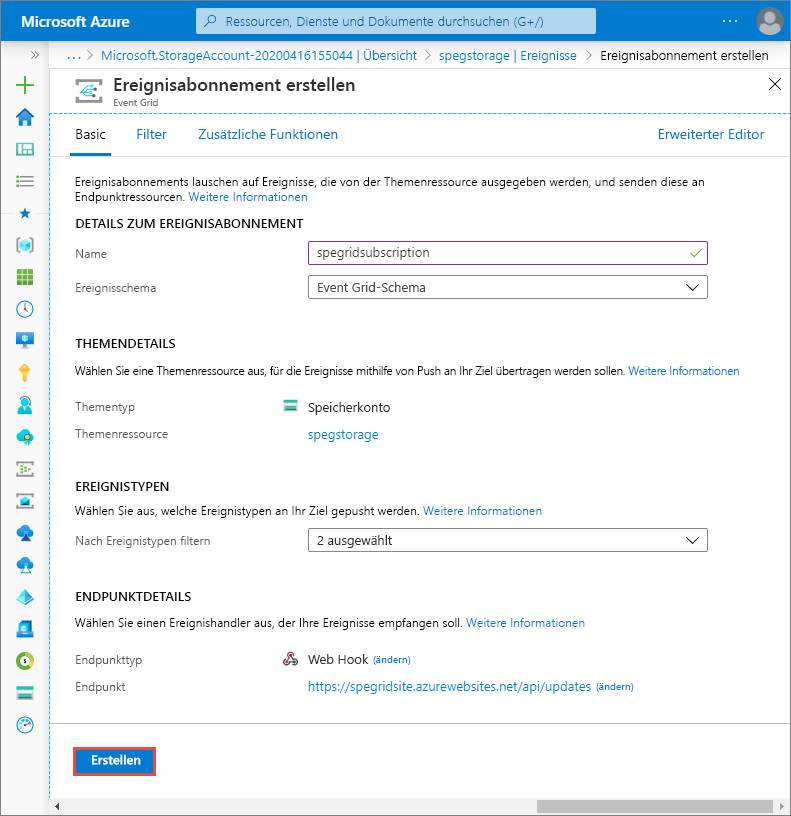 Microsoft Azure
Ressourcen, Dienste und Dokumente durchsuchen (G+/)
... > Microsoft.StorageAccount-20200416155044 | Übersicht > spegstorage | Ereignisse > Ereignisabonnement erstellen
Ereignisabonnement erstellen
Event Grid
Basic Filter Zusätzliche Funktionen Erweiterter Editor
Ereignisabonnements lauschen auf Ereignisse, die von der Themenressource ausgegeben werden, und senden diese an
Endpunktressourcen. Weitere Informationen
DETAILS ZUM EREIGNISABONNEMENT
Name spegridsubscription
Ereignisschema Event Grid-Schema
THEMENDETAILS
Wählen Sie eine Themenressource aus, für die Ereignisse mithilfe von Push an Ihr Ziel übertragen werden sollen. Weitere Informationen
Thementyp Speicherkonto
Themenressource spegstorage
EREIGNISTYPEN
Wählen Sie aus, welche Ereignistypen an Ihr Ziel gepusht werden. Weitere Informationen
Nach Ereignistypen filtern 2 ausgewählt
ENDPUNKTDETAILS
Wählen Sie einen Ereignishandler aus, der Ihre Ereignisse empfangen soll. Weitere Informationen
Endpunkttyp Web Hook (ändern)
Endpunkt https://spegridsite.azurewebsites.net/api/updates (ändern)
Erstellen